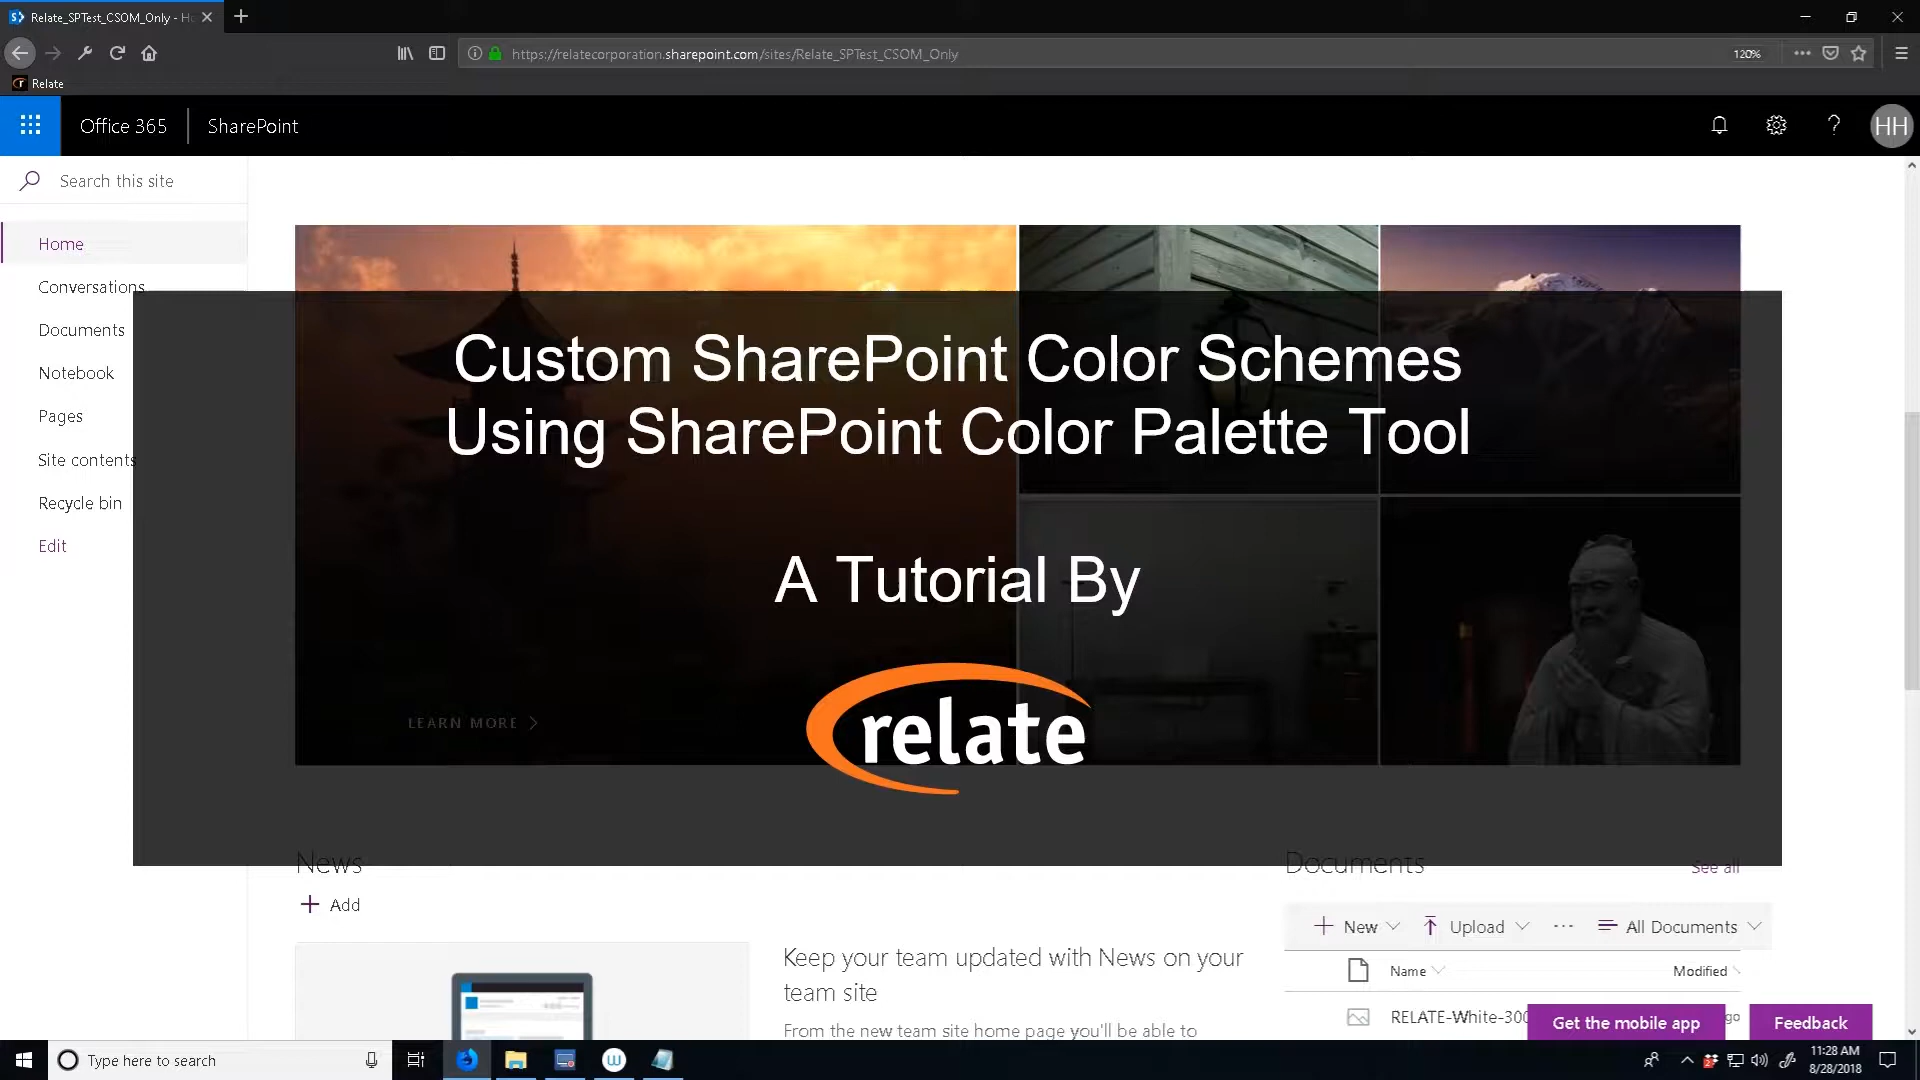 Relate_SPTest_CSOM_Only - Ho
https://relatecorporation.sharepoint.com/sites/Relate_SPTest_CSOM_Only
120%
Relate
Office 365
SharePoint
HH
Search this site
Home
Conversations
Documents
Notebook
Pages
Site contents
Recycle bin
Edit
Custom SharePoint Color Schemes
Using SharePoint Color Palette Tool
A Tutorial By
relate
LEARN MORE
News
Add
Keep your team updated with News on your
team site
From the new team site home page you'll be able to
Documents
See all
New
Upload
All Documents
Name
Modified
RELATE-White-300
go
Get the mobile app
Feedback
Type here to search
11:28 AM
8/28/2018